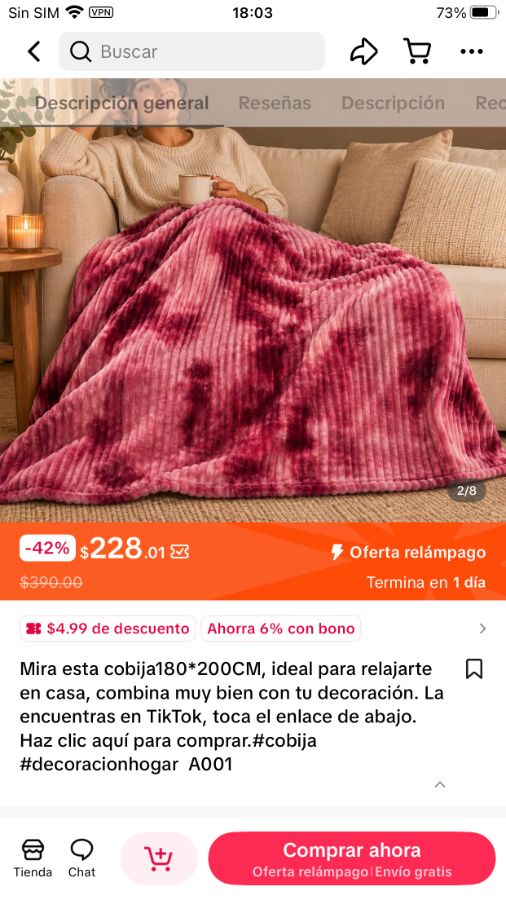 Sin SIM VPN 18:03 73%
Buscar
Descripción general Reseñas Descripción Rec
2/8
-42% $228.01 Oferta relámpago
$390.00 Termina en 1 día
$4.99 de descuento Ahorra 6% con bono
Mira esta cobija180*200CM, ideal para relajarte
en casa, combina muy bien con tu decoración. La
encuentras en TikTok, toca el enlace de abajo.
Haz clic aquí para comprar.#cobija
#decoracionhogar A001
Comprar ahora
Tienda Chat Oferta relámpago|Envío gratis